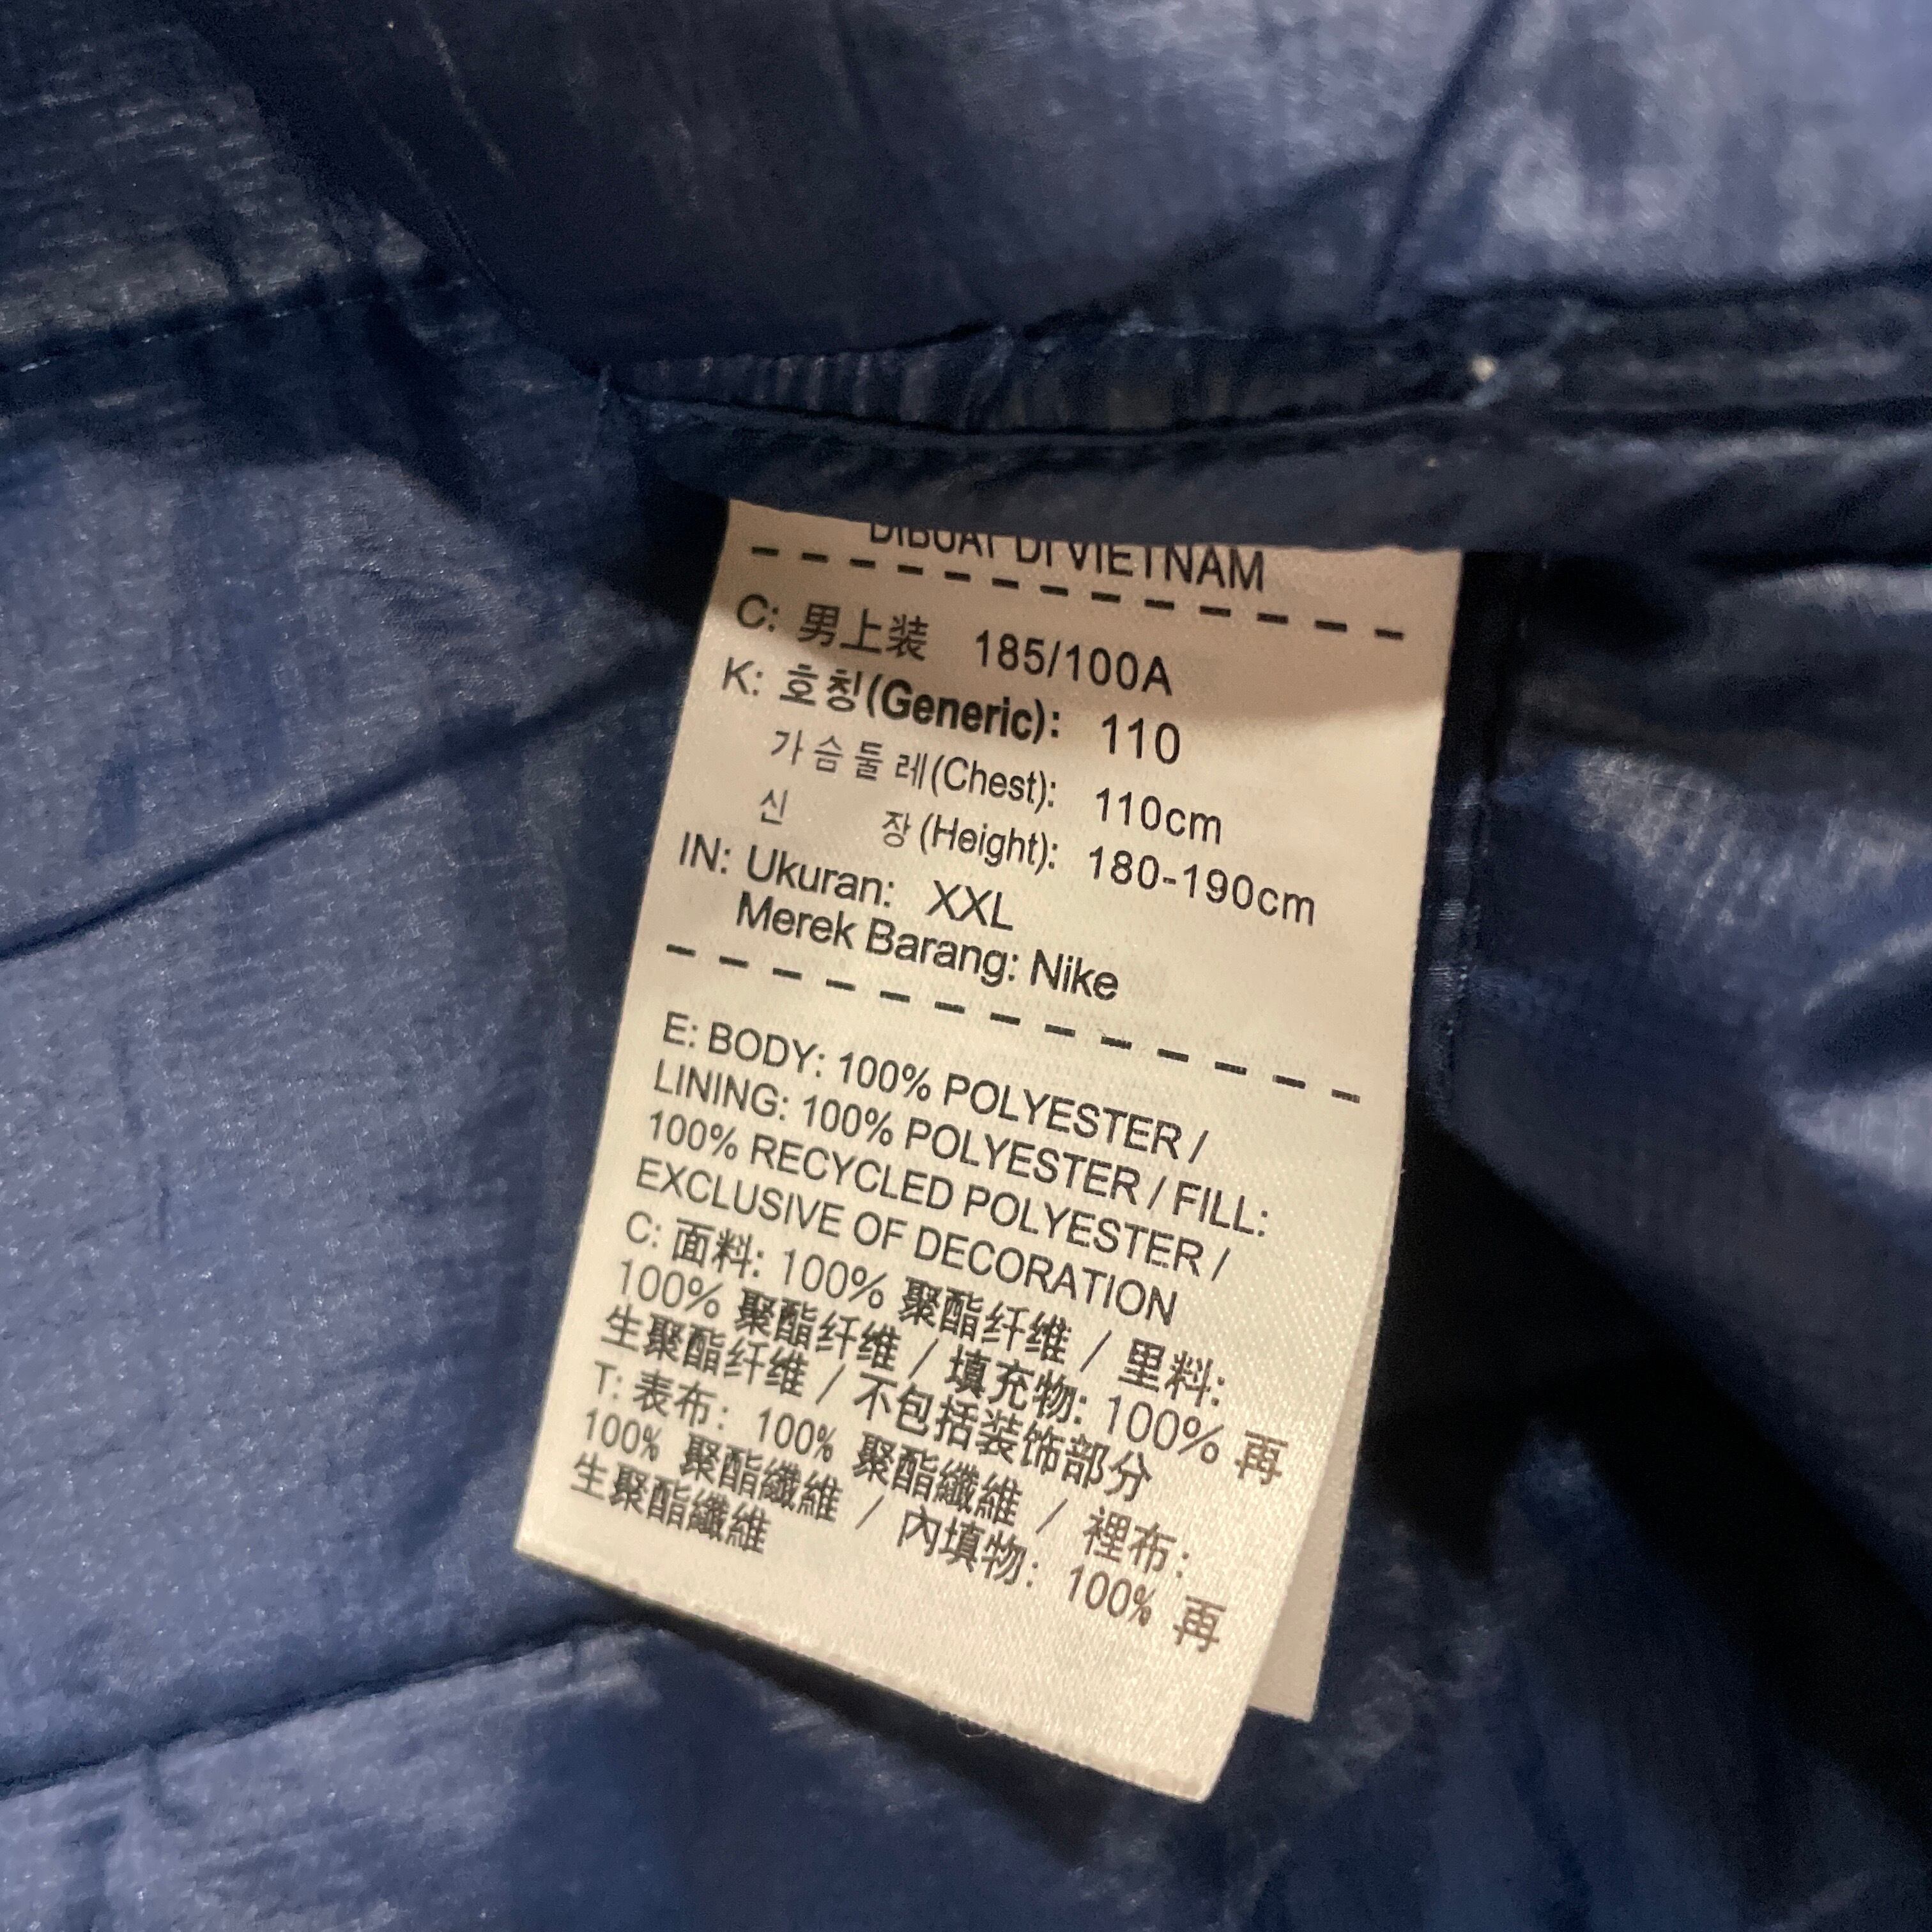 DIBUAT DI VIETNAM
C: 男上装 185/100A
K: 호칭(Generic): 110
가슴둘레(Chest): 110cm
신 장(Height): 180-190cm
IN: Ukuran: XXL
Merek Barang: Nike
E: BODY: 100% POLYESTER /
LINING: 100% POLYESTER / FILL:
100% RECYCLED POLYESTER /
EXCLUSIVE OF DECORATION
C: 面料: 100% 聚酯纤维 / 里料:
100% 聚酯纤维 / 填充物: 100% 再
生聚酯纤维 / 不包括装饰部分
T: 表布: 100% 聚酯纖維 / 裡布:
100% 聚酯纖維 / 內填物: 100% 再
生聚酯纖維